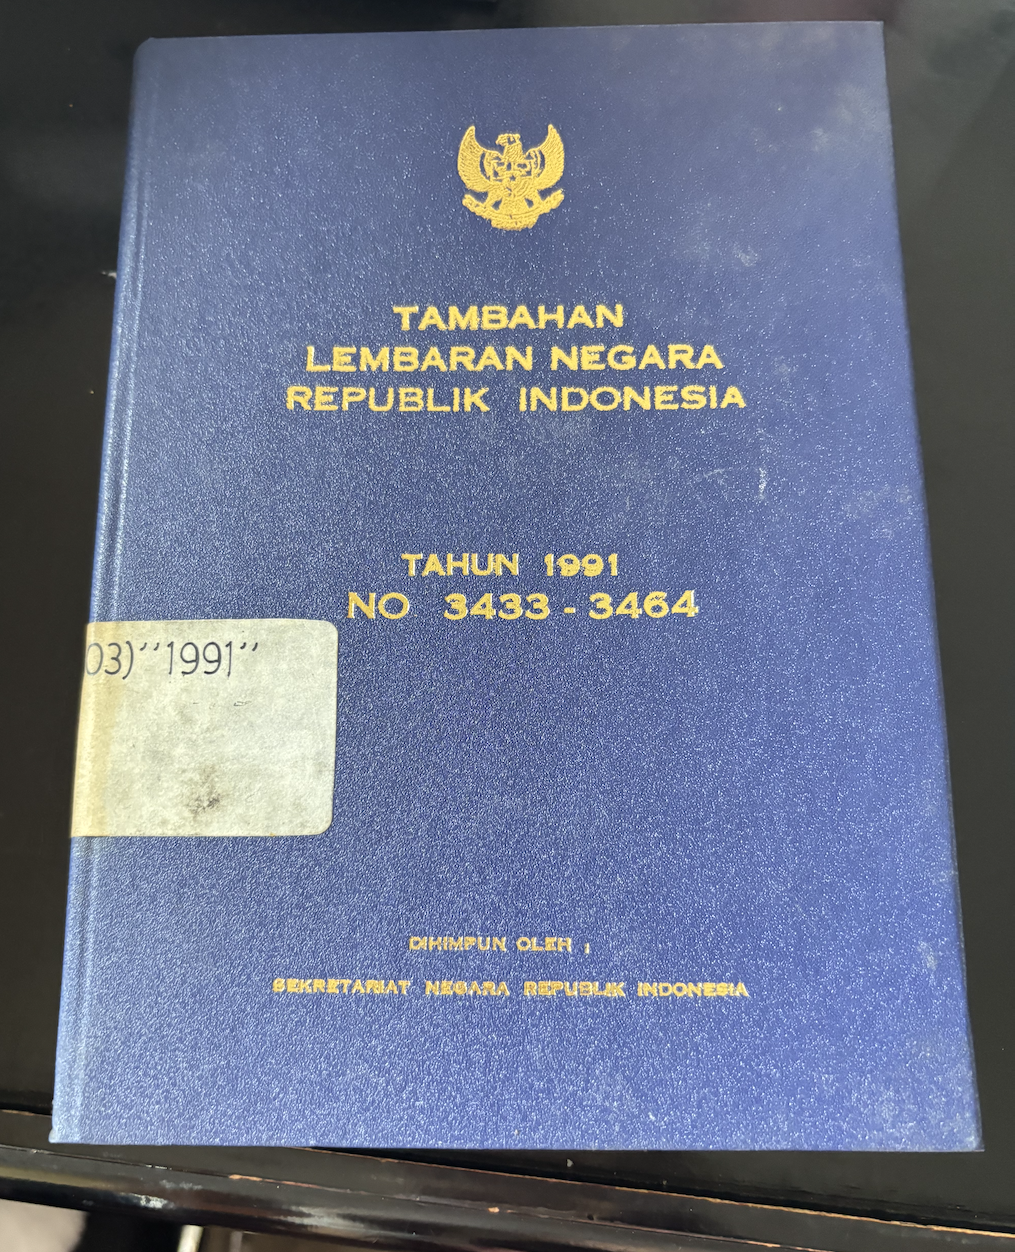 TAMBAHAN
LEMBARAN NEGARA
REPUBLIK INDONESIA
TAHUN 1991
NO 3433 - 3464
03)''1991''
DIHIMPUN OLEH :
SEKRETARIAT NEGARA REPUBLIK INDONESIA